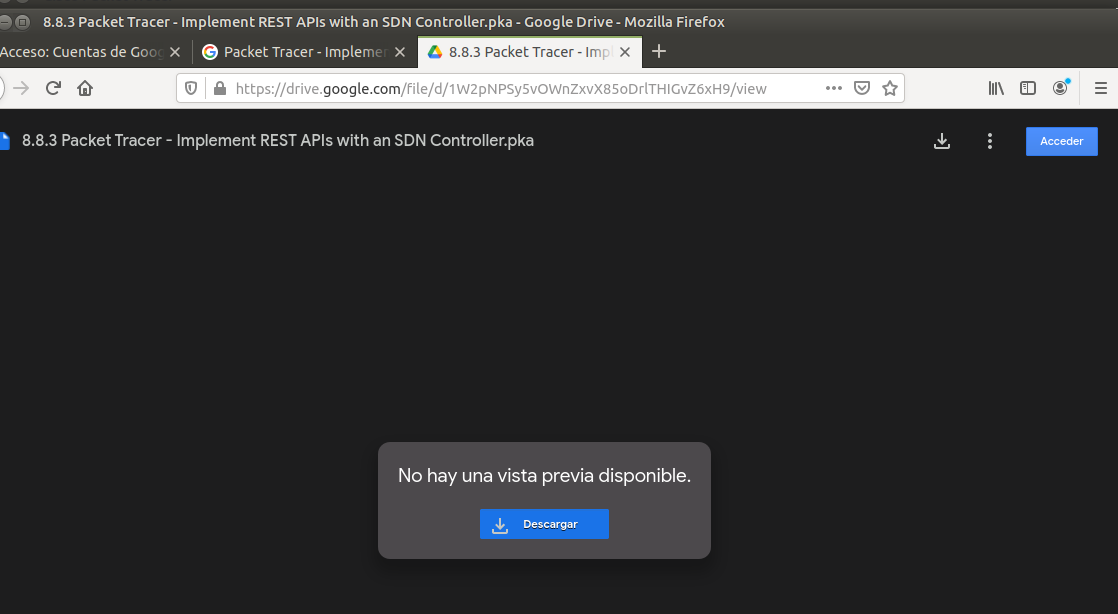 8.8.3 Packet Tracer - Implement REST APIs with an SDN Controller.pka - Google Drive - Mozilla Firefox
Acceso: Cuentas de Goog
Packet Tracer - Implemen
8.8.3 Packet Tracer - Imp
https://drive.google.com/file/d/1W2pNPSy5vOWnZxvX85oDrlTHIGvZ6xH9/view
8.8.3 Packet Tracer - Implement REST APIs with an SDN Controller.pka
Acceder
No hay una vista previa disponible.
Descargar